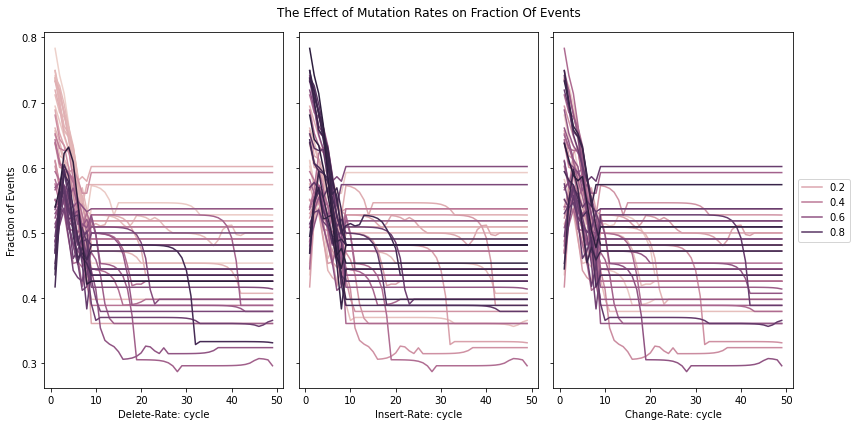 The Effect of Mutation Rates on Fraction Of Events
Fraction of Events
0.8
0.7
0.6
0.5
0.4
0.3
0 10 20 30 40 50
0 10 20 30 40 50
0 10 20 30 40 50
Delete-Rate: cycle
Insert-Rate: cycle
Change-Rate: cycle
0.2
0.4
0.6
0.8